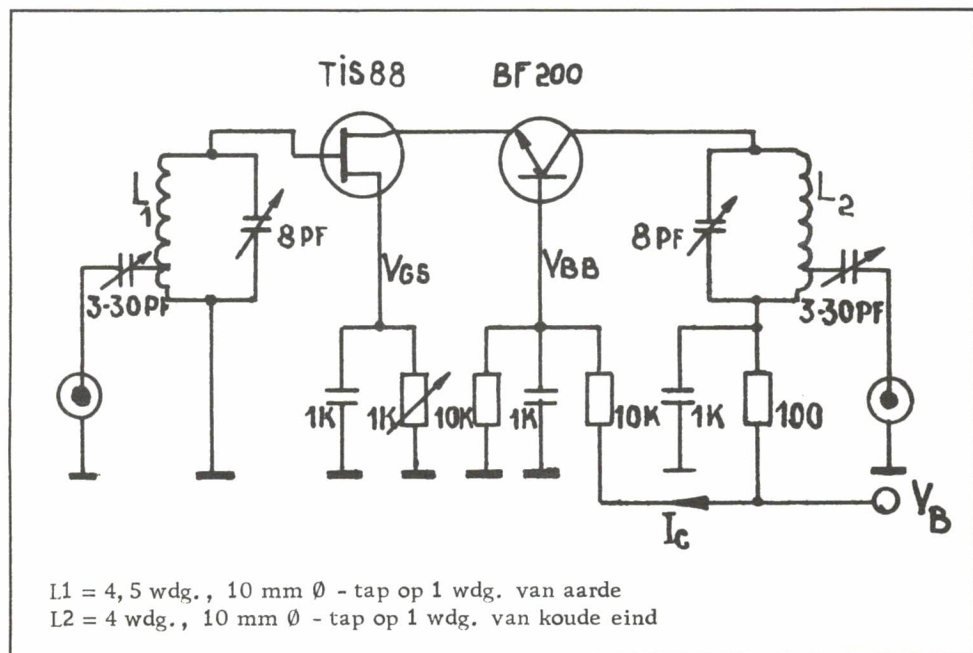 TiS88 BF200
L1 8PF 8PF L2
3-30PF VGS VBB 3-30PF
1K 1K 10K 1K 10K 1K 100
Ic VB
L1 = 4,5 wdg., 10 mm Ø - tap op 1 wdg. van aarde
L2 = 4 wdg., 10 mm Ø - tap op 1 wdg. van koude eind